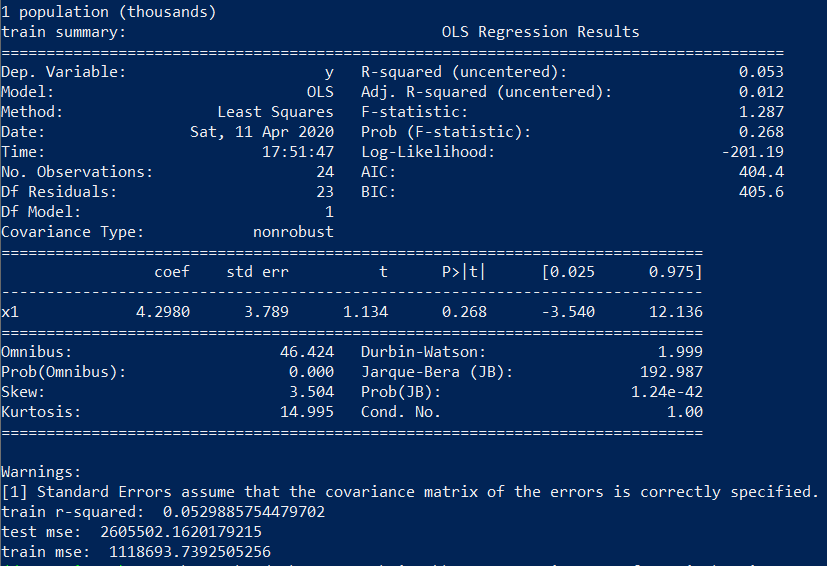 1 population (thousands)
train summary:                                   OLS Regression Results
=======================================================================================
Dep. Variable:                      y   R-squared (uncentered):                   0.053
Model:                            OLS   Adj. R-squared (uncentered):              0.012
Method:                 Least Squares   F-statistic:                              1.287
Date:                Sat, 11 Apr 2020   Prob (F-statistic):                       0.268
Time:                        17:51:47   Log-Likelihood:                         -201.19
No. Observations:                  24   AIC:                                      404.4
Df Residuals:                      23   BIC:                                      405.6
Df Model:                           1
Covariance Type:            nonrobust
==============================================================================
                 coef    std err          t      P>|t|      [0.025      0.975]
------------------------------------------------------------------------------
x1             4.2980      3.789      1.134      0.268      -3.540      12.136
==============================================================================
Omnibus:                       46.424   Durbin-Watson:                   1.999
Prob(Omnibus):                  0.000   Jarque-Bera (JB):              192.987
Skew:                           3.504   Prob(JB):                     1.24e-42
Kurtosis:                      14.995   Cond. No.                         1.00
==============================================================================

Warnings:
[1] Standard Errors assume that the covariance matrix of the errors is correctly specified.
train r-squared:  0.0529885754479702
test mse:  2605502.1620179215
train mse:  1118693.7392505256